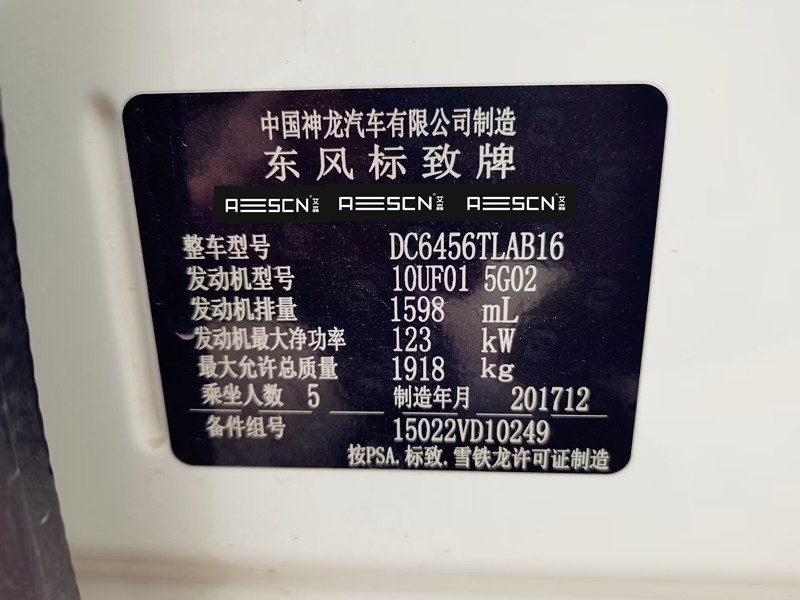 中国神龙汽车有限公司制造
东风标致牌
AESCN 艾森 AESCN 艾森 AESCN 艾森
整车型号 DC6456TLAB16
发动机型号 10UF01 5G02
发动机排量 1598 mL
发动机最大净功率 123 kW
最大允许总质量 1918 kg
乘坐人数 5 制造年月 201712
备件组号 15022VD10249
按PSA.标致.雪铁龙许可证制造